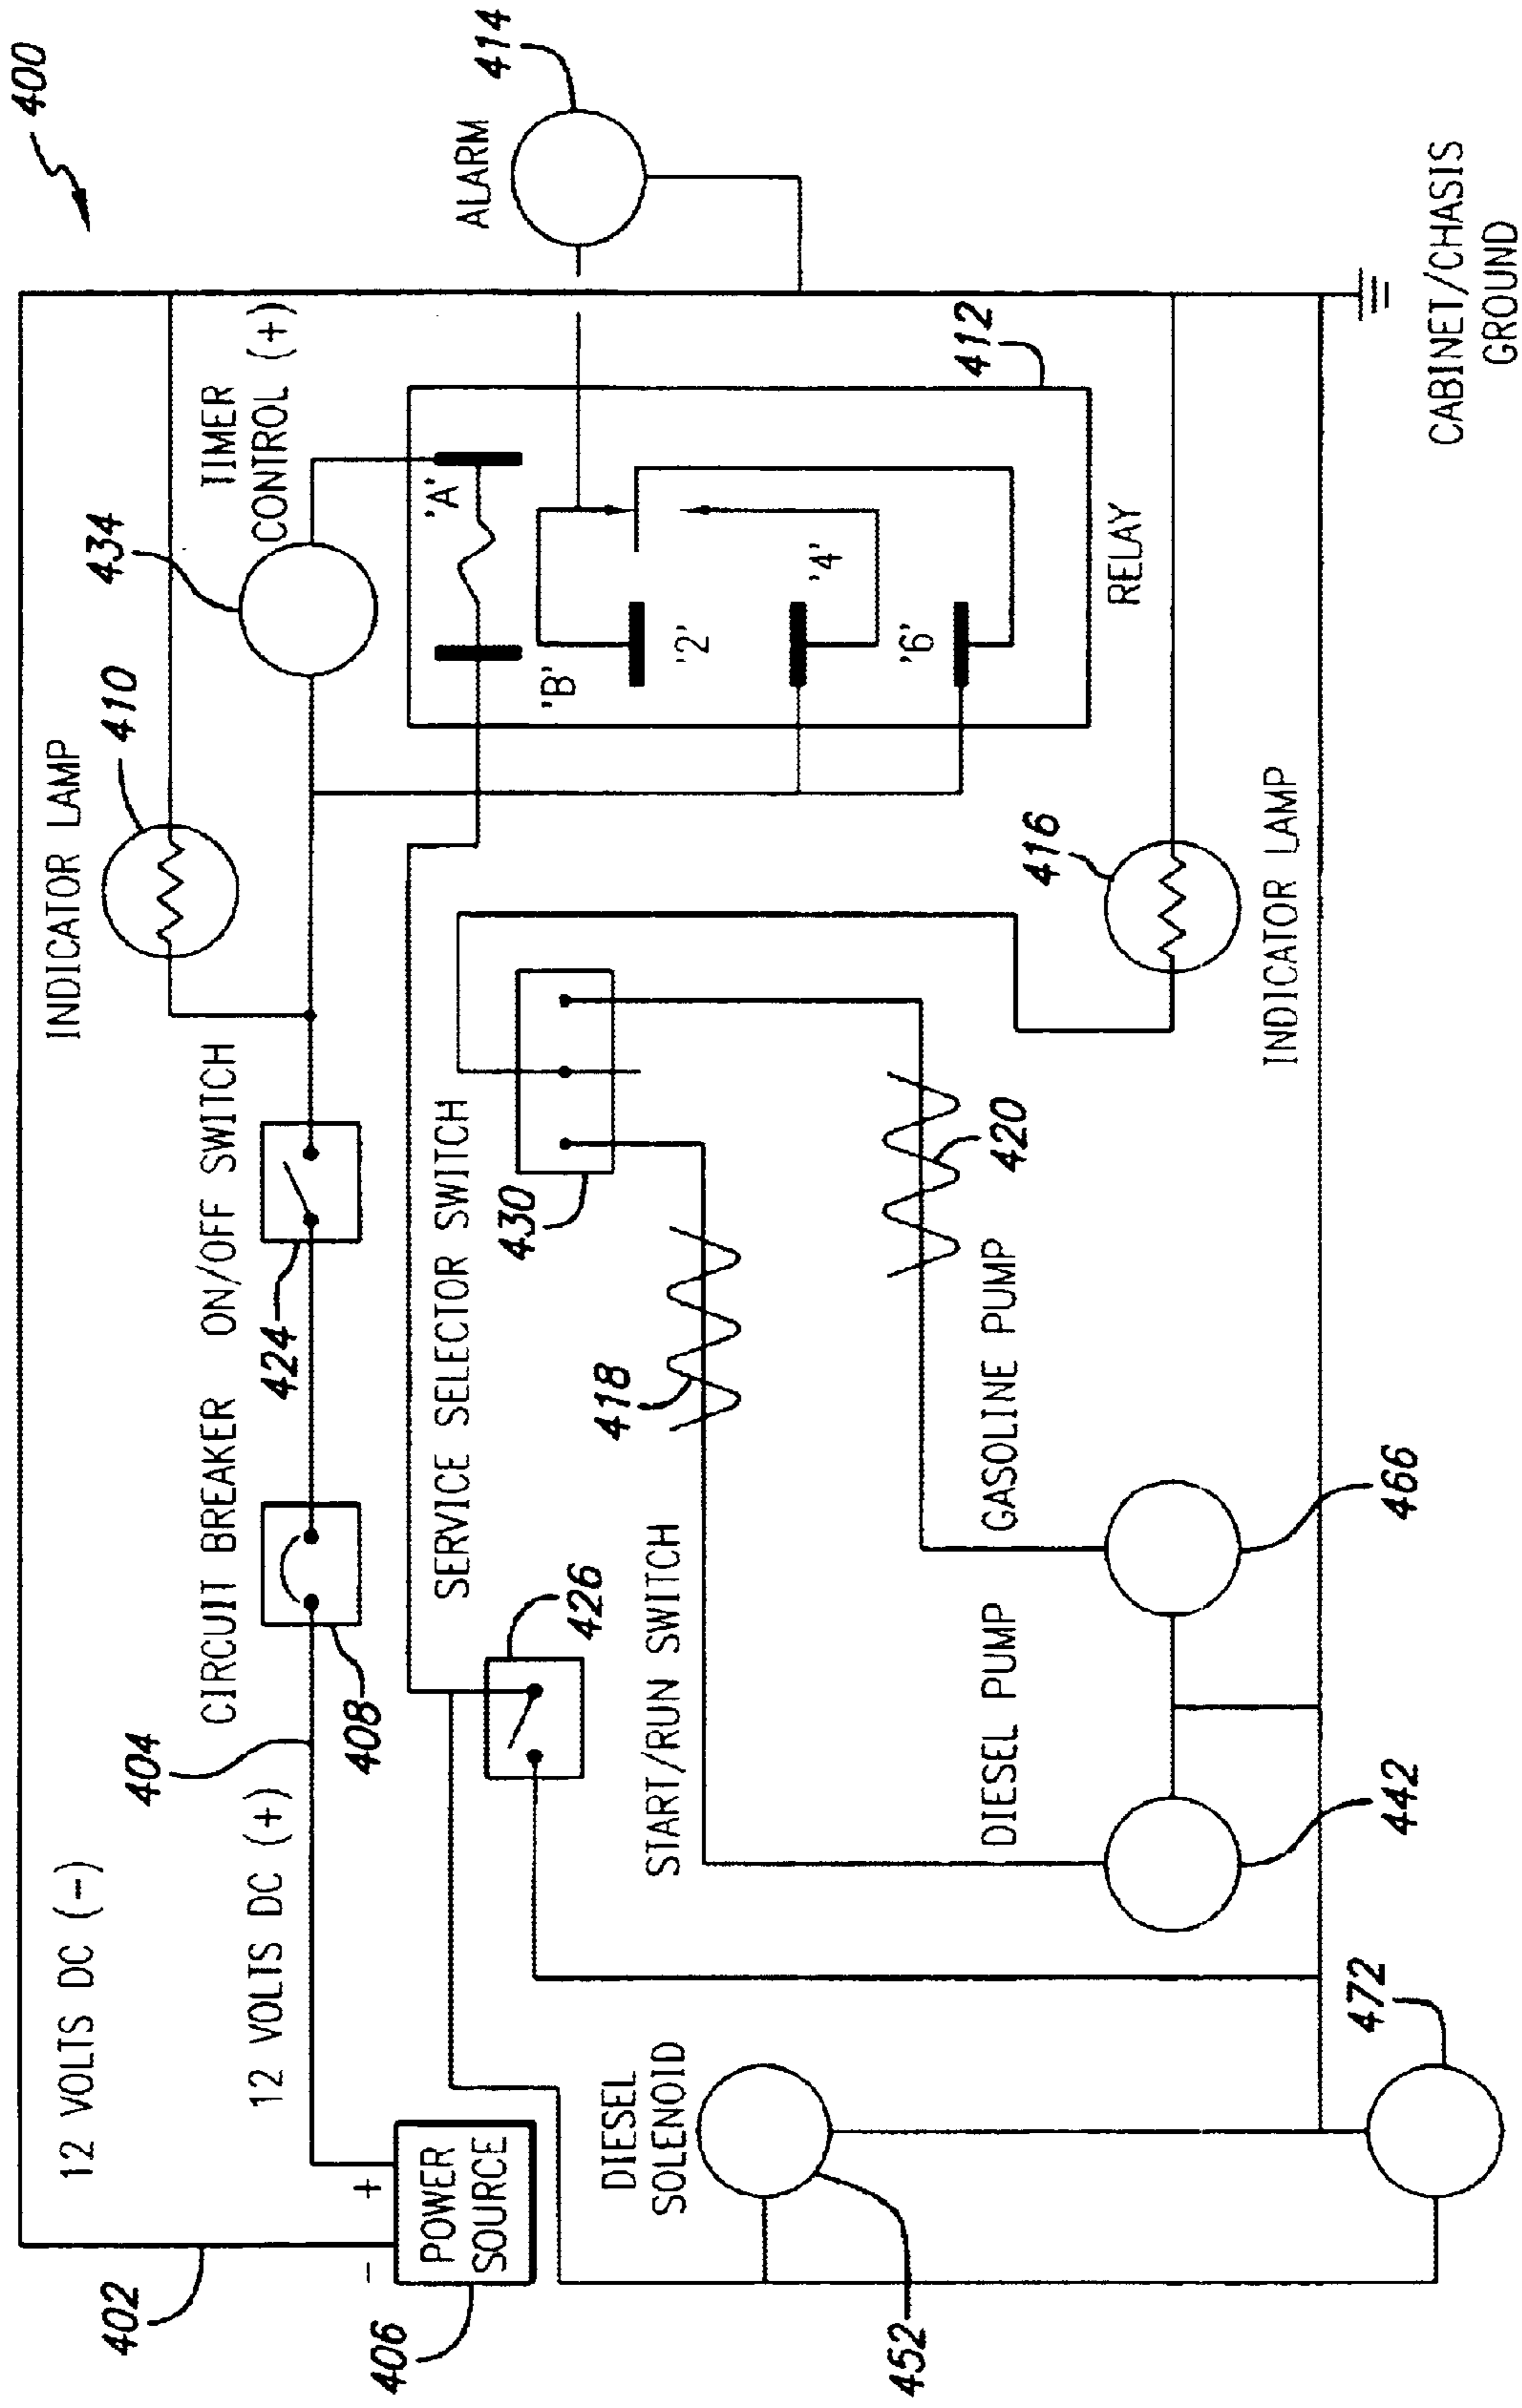 400
12 VOLTS DC (-)
402
INDICATOR LAMP
410
434
TIMER
CONTROL (+)
404
12 VOLTS DC (+)
CIRCUIT BREAKER
408
ON/OFF SWITCH
424
+
-
POWER
SOURCE
406
SERVICE SELECTOR SWITCH
430
426
START/RUN SWITCH
418
420
'A'
'B'
'2'
'4'
'6'
RELAY
412
ALARM
414
DIESEL
SOLENOID
452
DIESEL PUMP
442
GASOLINE PUMP
466
416
INDICATOR LAMP
472
CABINET/CHASIS
GROUND